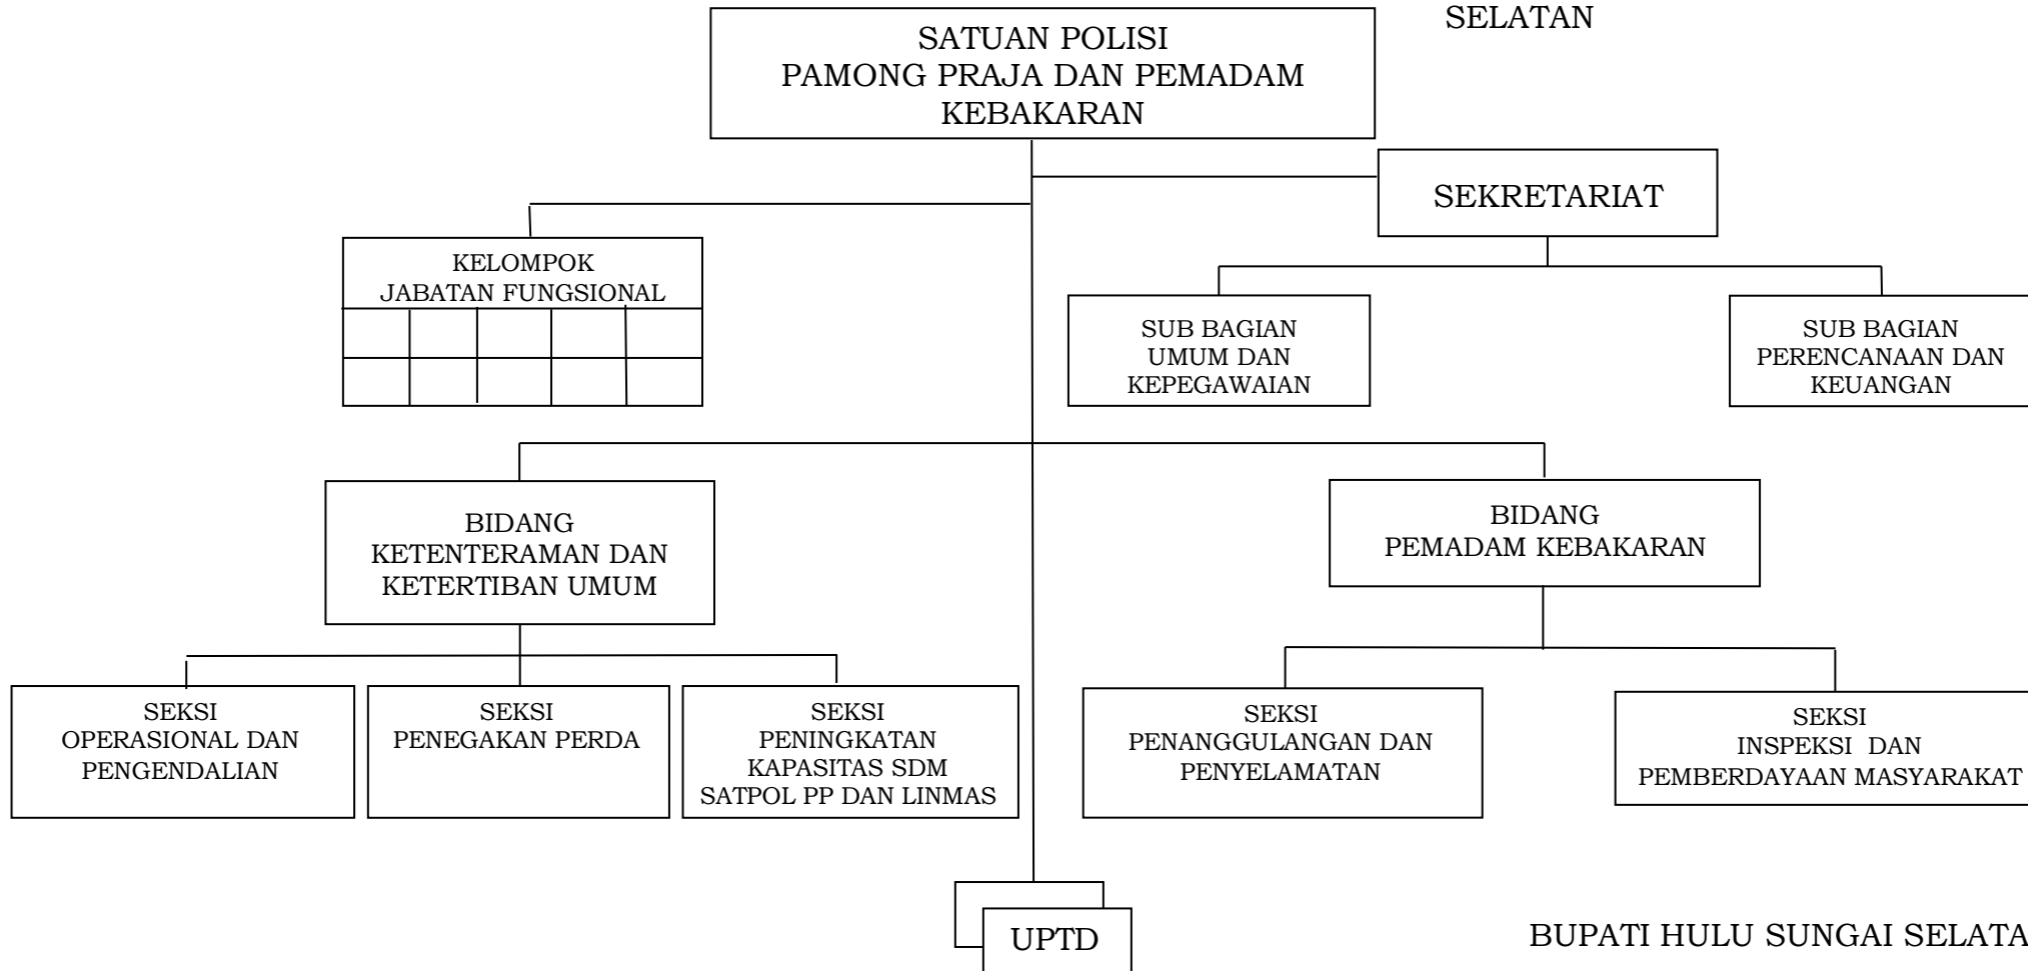 SELATAN
SATUAN POLISI
PAMONG PRAJA DAN PEMADAM
KEBAKARAN
SEKRETARIAT
KELOMPOK
JABATAN FUNGSIONAL
SUB BAGIAN
UMUM DAN
KEPEGAWAIAN
SUB BAGIAN
PERENCANAAN DAN
KEUANGAN
BIDANG
KETENTERAMAN DAN
KETERTIBAN UMUM
BIDANG
PEMADAM KEBAKARAN
SEKSI
OPERASIONAL DAN
PENGENDALIAN
SEKSI
PENEGAKAN PERDA
SEKSI
PENINGKATAN
KAPASITAS SDM
SATPOL PP DAN LINMAS
SEKSI
PENANGGULANGAN DAN
PENYELAMATAN
SEKSI
INSPEKSI DAN
PEMBERDAYAAN MASYARAKAT
UPTD
BUPATI HULU SUNGAI SELATA